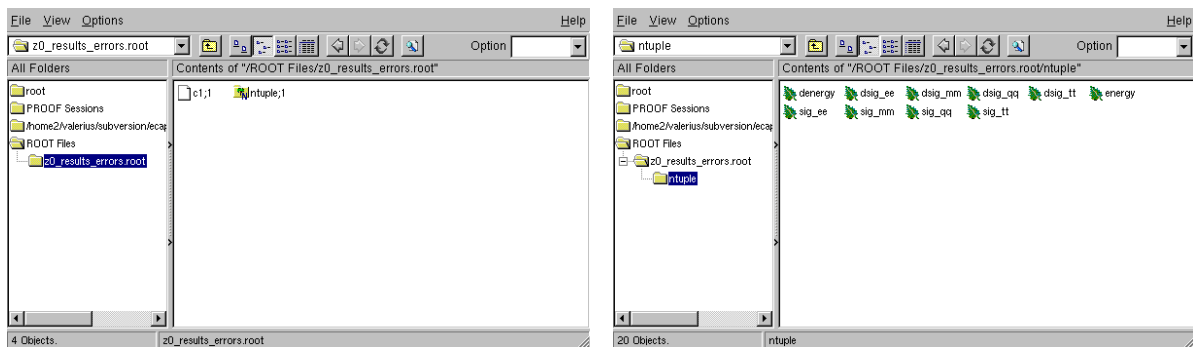 File View Options Help
z0_results_errors.root Option
All Folders Contents of "/ROOT Files/z0_results_errors.root"
root
PROOF Sessions
/home2/valerius/subversion/ecap
ROOT Files
z0_results_errors.root
c1;1 ntuple;1
4 Objects. z0_results_errors.root
File View Options Help
ntuple Option
All Folders Contents of "/ROOT Files/z0_results_errors.root/ntuple"
root
PROOF Sessions
/home2/valerius/subversion/ecap
ROOT Files
z0_results_errors.root
ntuple
denergy dsig_ee dsig_mm dsig_qq dsig_tt energy
sig_ee sig_mm sig_qq sig_tt
20 Objects. ntuple